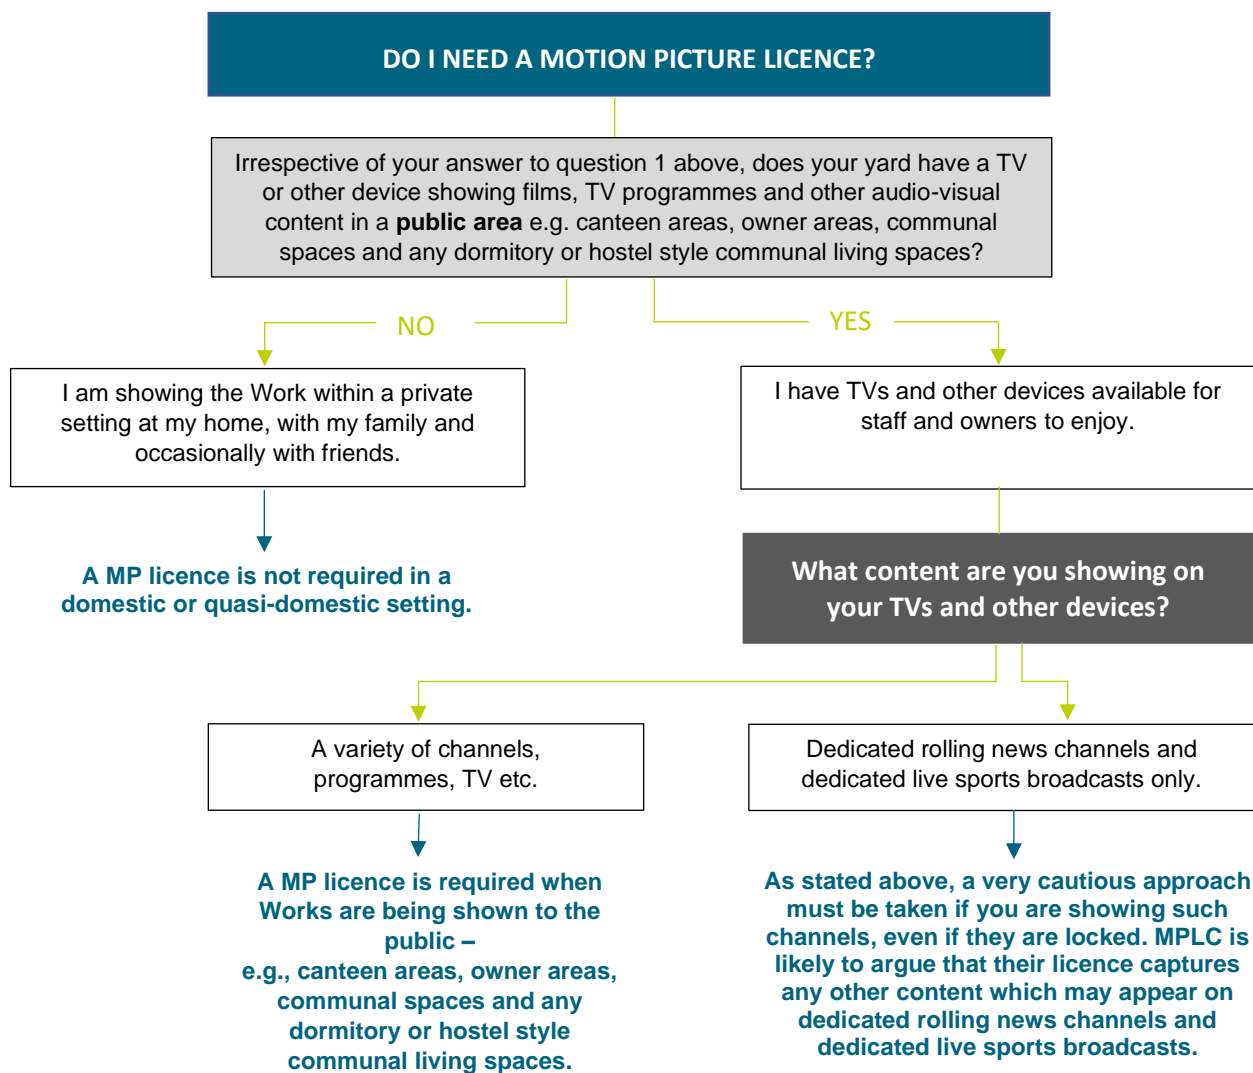 DO I NEED A MOTION PICTURE LICENCE?
Irrespective of your answer to question 1 above, does your yard have a TV
or other device showing films, TV programmes and other audio-visual
content in a public area e.g. canteen areas, owner areas, communal
spaces and any dormitory or hostel style communal living spaces?
NO
YES
I am showing the Work within a private
setting at my home, with my family and
occasionally with friends.
I have TVs and other devices available for
staff and owners to enjoy.
A MP licence is not required in a
domestic or quasi-domestic setting.
What content are you showing on
your TVs and other devices?
A variety of channels,
programmes, TV etc.
Dedicated rolling news channels and
dedicated live sports broadcasts only.
A MP licence is required when
Works are being shown to the
public –
e.g., canteen areas, owner areas,
communal spaces and any
dormitory or hostel style
communal living spaces.
As stated above, a very cautious approach
must be taken if you are showing such
channels, even if they are locked. MPLC is
likely to argue that their licence captures
any other content which may appear on
dedicated rolling news channels and
dedicated live sports broadcasts.